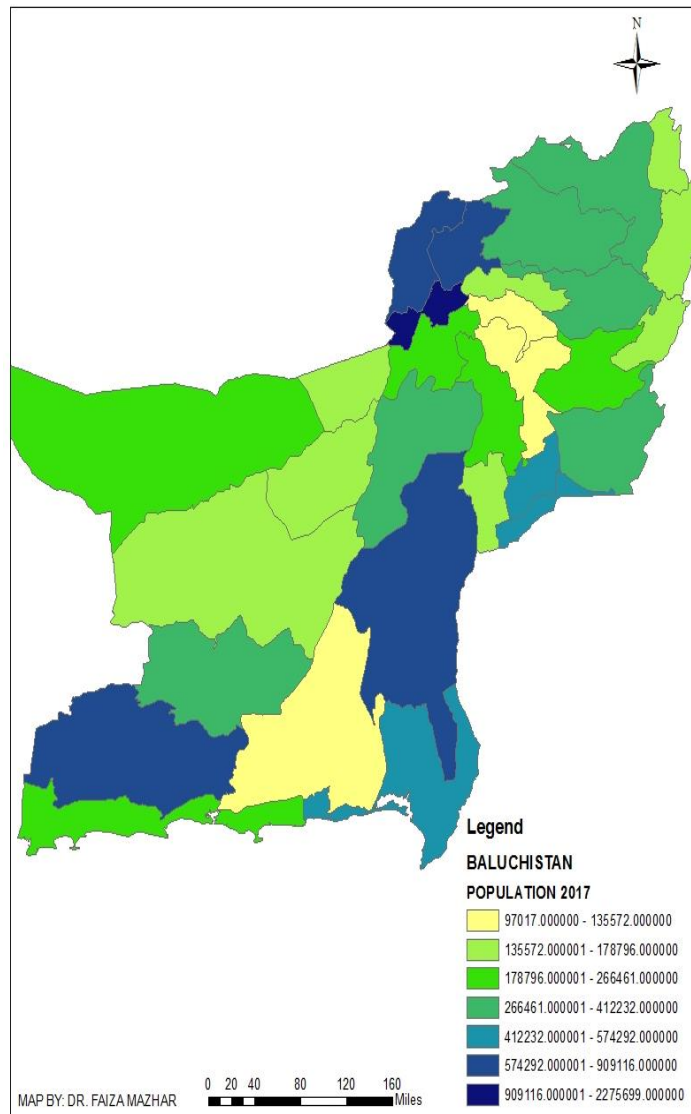 N
Legend
BALUCHISTAN
POPULATION 2017
97017.000000 - 135572.000000
135572.000001 - 178796.000000
178796.000001 - 266461.000000
266461.000001 - 412232.000000
412232.000001 - 574292.000000
574292.000001 - 909116.000000
909116.000001 - 2275699.000000
0 20 40 80 120 160
Miles
MAP BY: DR. FAIZA MAZHAR